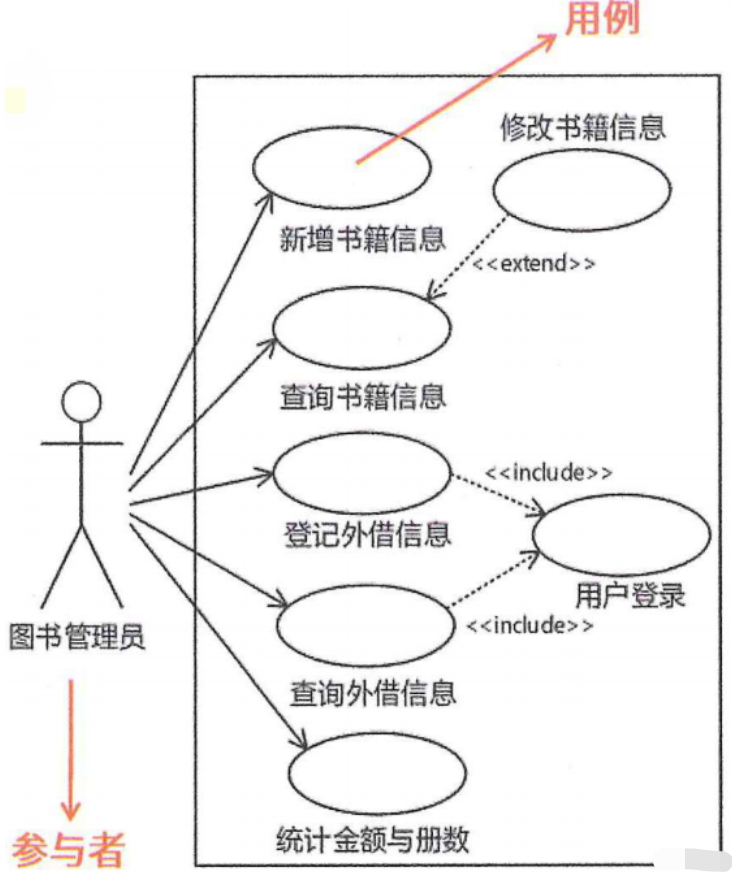 用例
修改书籍信息
新增书籍信息
<<extend>>
查询书籍信息
<<include>>
登记外借信息
用户登录
<<include>>
图书管理员
查询外借信息
统计金额与册数
参与者